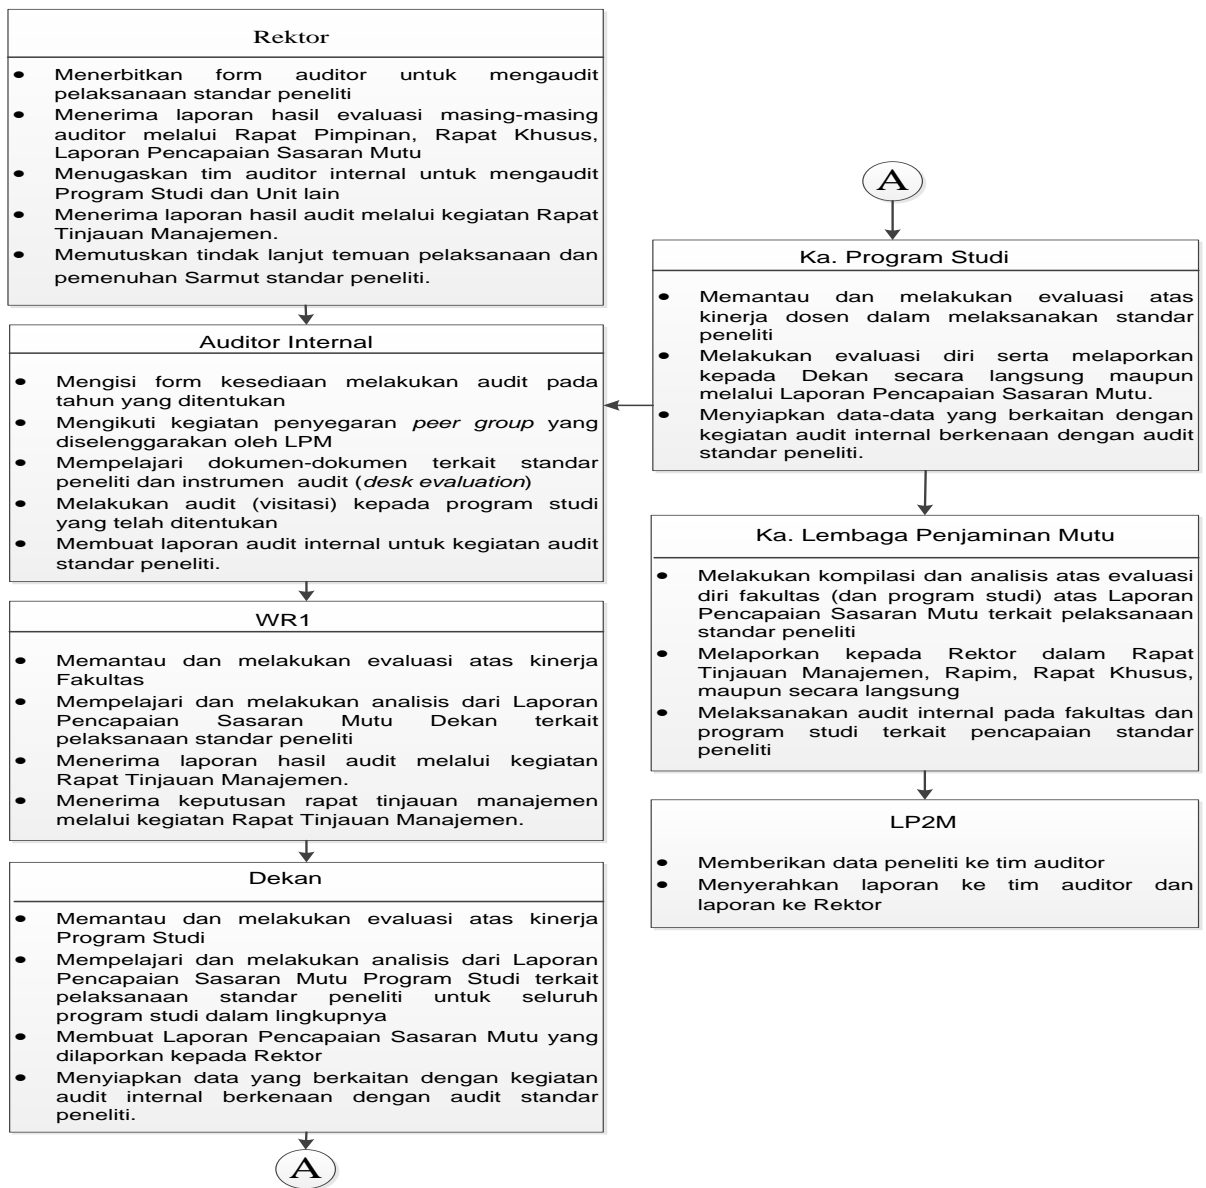 Rektor
• Menerbitkan form auditor untuk mengaudit
pelaksanaan standar peneliti
• Menerima laporan hasil evaluasi masing-masing
auditor melalui Rapat Pimpinan, Rapat Khusus,
Laporan Pencapaian Sasaran Mutu
• Menugaskan tim auditor internal untuk mengaudit
Program Studi dan Unit lain
• Menerima laporan hasil audit melalui kegiatan Rapat
Tinjauan Manajemen.
• Memutuskan tindak lanjut temuan pelaksanaan dan
pemenuhan Sarmut standar peneliti.
Auditor Internal
• Mengisi form kesediaan melakukan audit pada
tahun yang ditentukan
• Mengikuti kegiatan penyegaran peer group yang
diselenggarakan oleh LPM
• Mempelajari dokumen-dokumen terkait standar
peneliti dan instrumen audit (desk evaluation)
• Melakukan audit (visitasi) kepada program studi
yang telah ditentukan
• Membuat laporan audit internal untuk kegiatan audit
standar peneliti.
WR1
• Memantau dan melakukan evaluasi atas kinerja
Fakultas
• Mempelajari dan melakukan analisis dari Laporan
Pencapaian Sasaran Mutu Dekan terkait
pelaksanaan standar peneliti
• Menerima laporan hasil audit melalui kegiatan
Rapat Tinjauan Manajemen.
• Menerima keputusan rapat tinjauan manajemen
melalui kegiatan Rapat Tinjauan Manajemen.
Dekan
• Memantau dan melakukan evaluasi atas kinerja
Program Studi
• Mempelajari dan melakukan analisis dari Laporan
Pencapaian Sasaran Mutu Program Studi terkait
pelaksanaan standar peneliti untuk seluruh
program studi dalam lingkupnya
• Membuat Laporan Pencapaian Sasaran Mutu yang
dilaporkan kepada Rektor
• Menyiapkan data yang berkaitan dengan kegiatan
audit internal berkenaan dengan audit standar
peneliti.
A
A
Ka. Program Studi
• Memantau dan melakukan evaluasi atas
kinerja dosen dalam melaksanakan standar
peneliti
• Melakukan evaluasi diri serta melaporkan
kepada Dekan secara langsung maupun
melalui Laporan Pencapaian Sasaran Mutu.
• Menyiapkan data-data yang berkaitan dengan
kegiatan audit internal berkenaan dengan audit
standar peneliti.
Ka. Lembaga Penjaminan Mutu
• Melakukan kompilasi dan analisis atas evaluasi
diri fakultas (dan program studi) atas Laporan
Pencapaian Sasaran Mutu terkait pelaksanaan
standar peneliti
• Melaporkan kepada Rektor dalam Rapat
Tinjauan Manajemen, Rapim, Rapat Khusus,
maupun secara langsung
• Melaksanakan audit internal pada fakultas dan
program studi terkait pencapaian standar
peneliti
LP2M
• Memberikan data peneliti ke tim auditor
• Menyerahkan laporan ke tim auditor dan
laporan ke Rektor